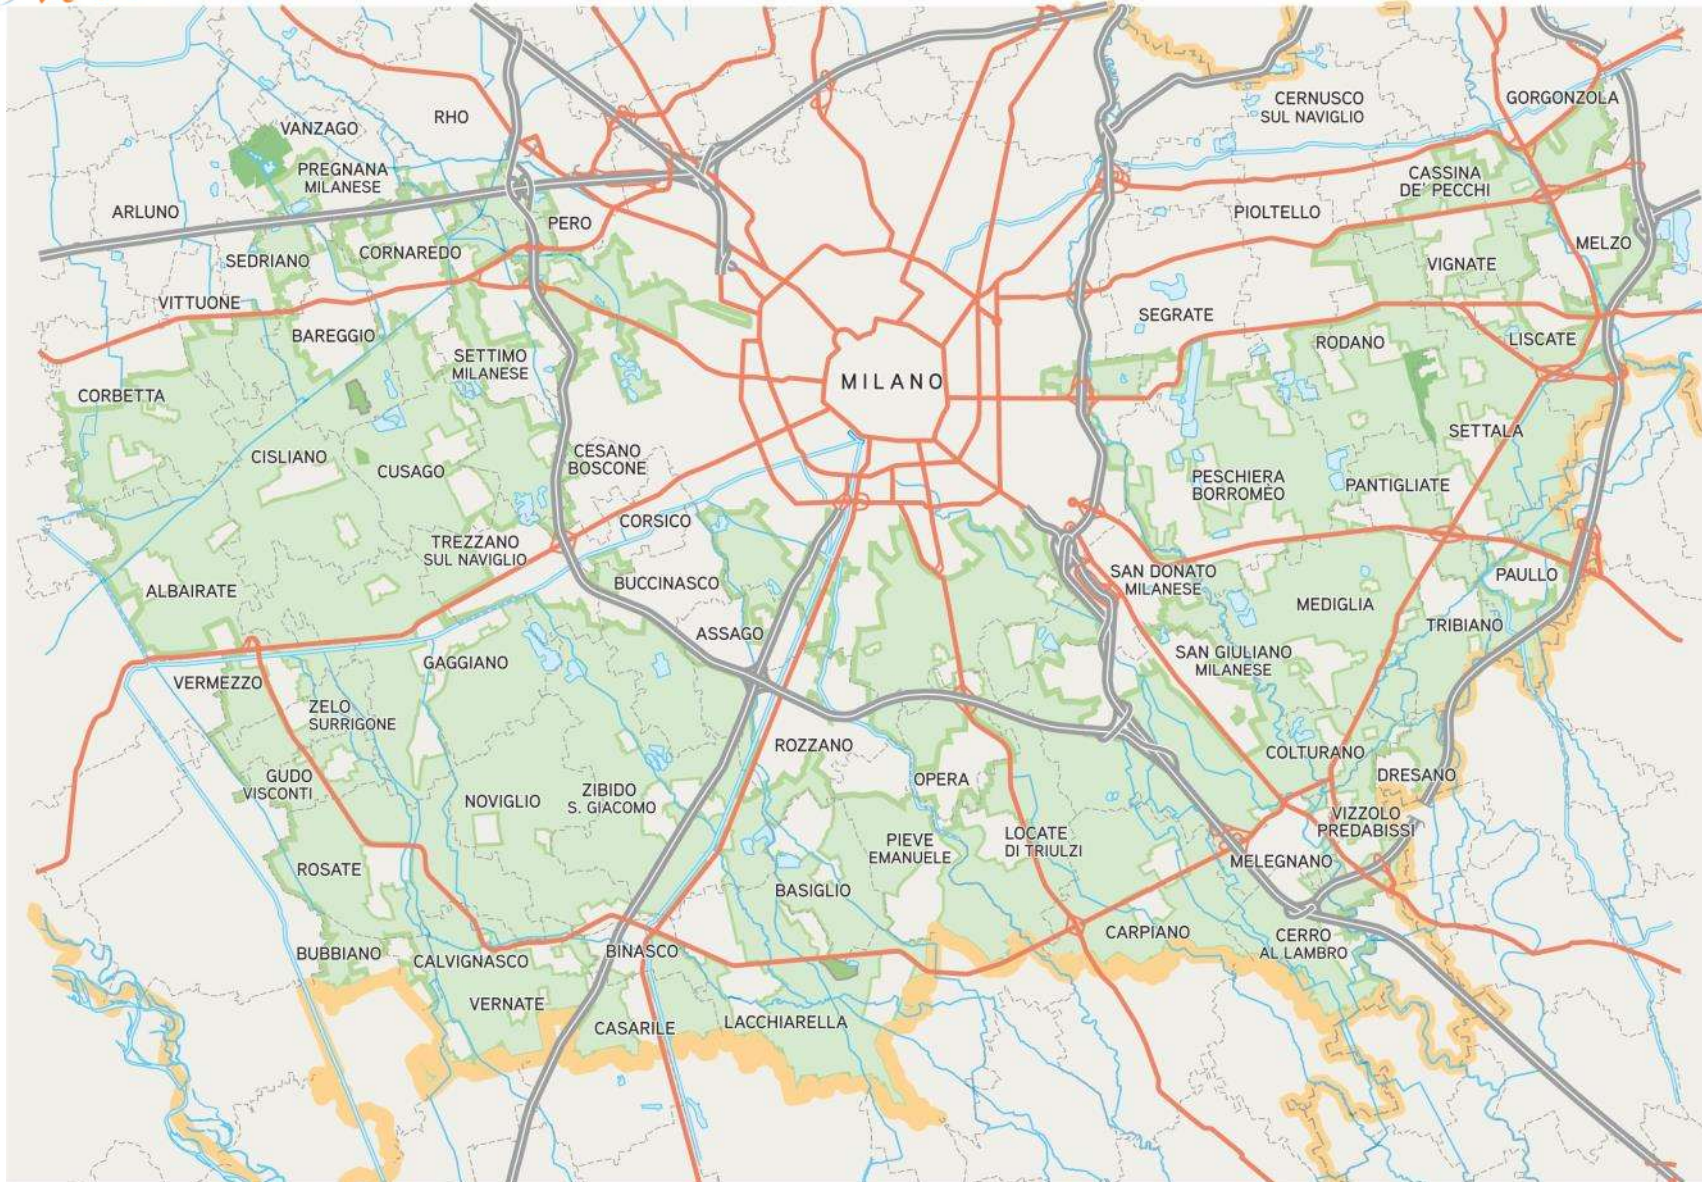 CERNUSCO
SUL NAVIGLIO
GORGONZOLA
RHO
VANZAGO
PREGNANA
MILANESE
CASSINA
DE' PECCHI
ARLUNO
PERO
PIOLTELLO
MELZO
CORNAREDO
SEDRIANO
VIGNATE
VITTUONE
SEGRATE
BAREGGIO
RODANO
LISCATE
SETTIMO
MILANESE
MILANO
CORBETTA
SETTALA
CISLIANO
CUSAGO
CESANO
BOSCONE
PESCHIERA
BORROMEO
PANTIGLIATE
CORSICO
TREZZANO
SUL NAVIGLIO
BUCCINASCO
SAN DONATO
MILANESE
PAULLO
ALBAIRATE
MEDIGLIA
TRIBIANO
ASSAGO
GAGGIANO
SAN GIULIANO
MILANESE
VERMEZZO
ZELO
SURRIGONE
ROZZANO
COLTURANO
GUDO
VISCONTI
OPERA
DRESANO
NOVIGLIO
ZIBIDO
S. GIACOMO
VIZZOLO
PREDABISSI
PIEVE
EMANUELE
LOCATE
DI TRIULZI
MELEGNANO
ROSATE
BASIGLIO
CARPIANO
CERRO
AL LAMBRO
BUBBIANO
CALVIGNASCO
BINASCO
VERNATE
CASARILE
LACCHIARELLA